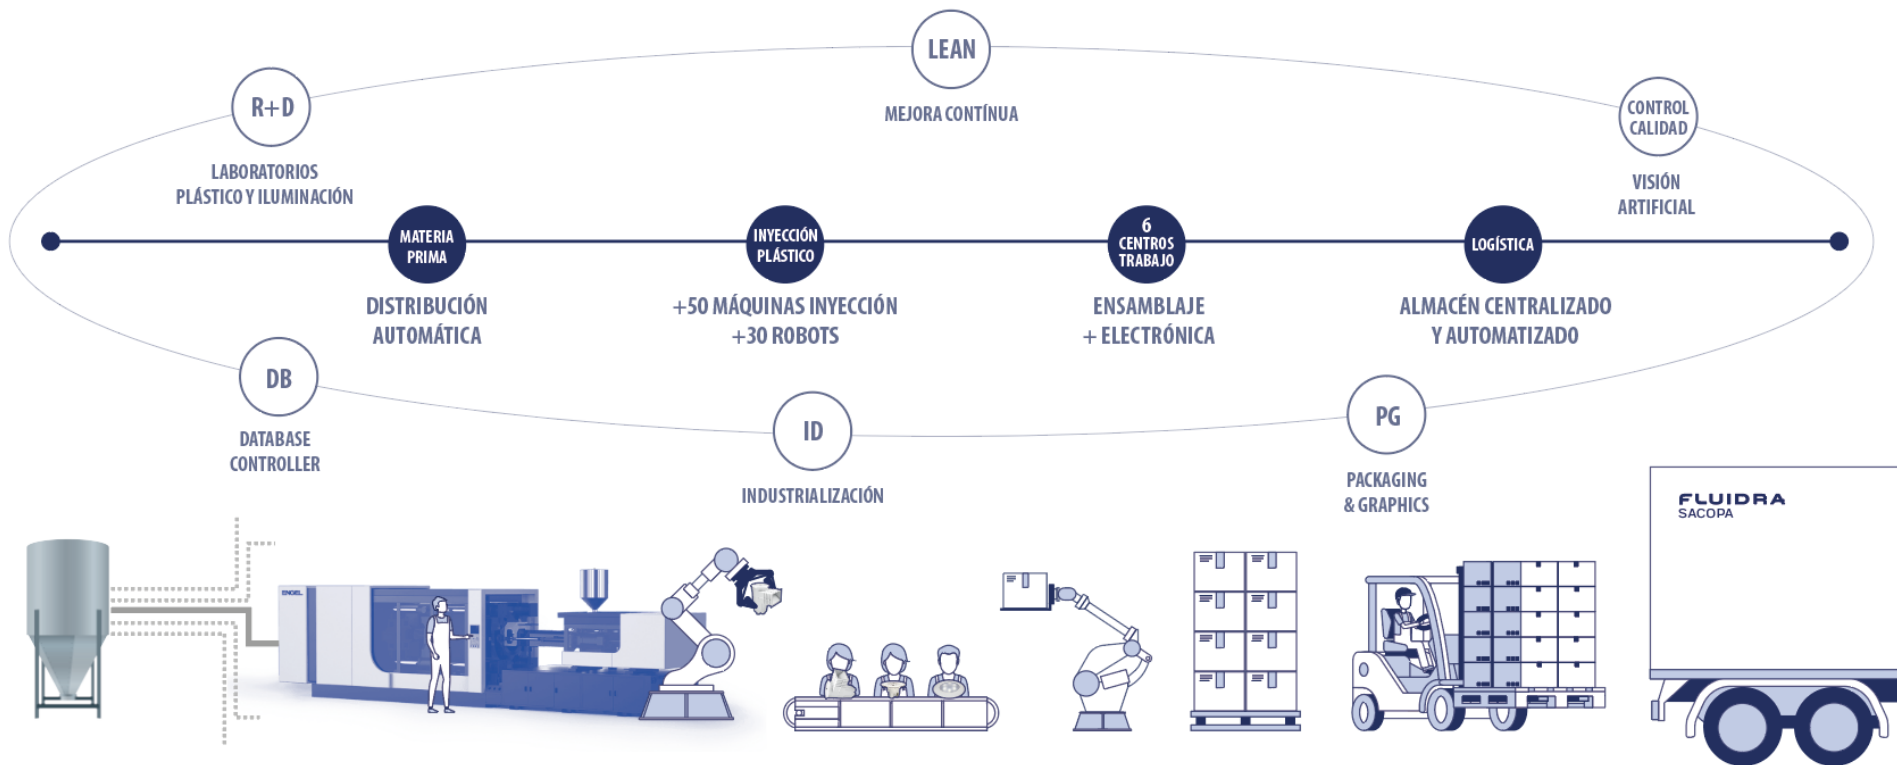 LEAN
MEJORA CONTÍNUA
R+D
LABORATORIOS
PLÁSTICO Y ILUMINACIÓN
CONTROL
CALIDAD
VISIÓN
ARTIFICIAL
MATERIA
PRIMA
DISTRIBUCIÓN
AUTOMÁTICA
INYECCIÓN
PLÁSTICO
+50 MÁQUINAS INYECCIÓN
+30 ROBOTS
6
CENTROS
TRABAJO
ENSAMBLAJE
+ ELECTRÓNICA
LOGÍSTICA
ALMACÉN CENTRALIZADO
Y AUTOMATIZADO
DB
DATABASE
CONTROLLER
ID
INDUSTRIALIZACIÓN
PG
PACKAGING
& GRAPHICS
FLUIDRA
SACOPA
ENGEL